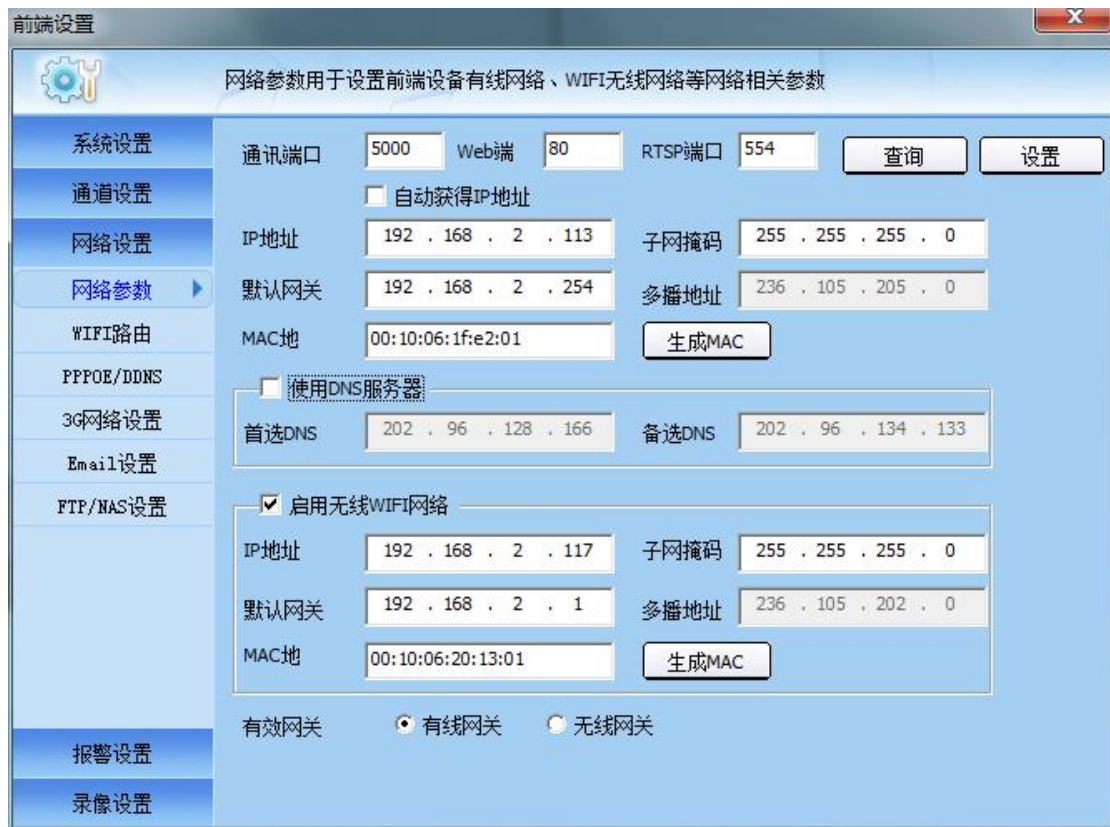 前端设置
网络参数用于设置前端设备有线网络、WIFI无线网络等网络相关参数
系统设置
通道设置
网络设置
网络参数
WIFI路由
PPPOE/DDNS
3G网络设置
Email设置
FTP/NAS设置
报警设置
录像设置
通讯端口 5000 Web端 80 RTSP端口 554 查询 设置
自动获得IP地址
IP地址 192 . 168 . 2 . 113 子网掩码 255 . 255 . 255 . 0
默认网关 192 . 168 . 2 . 254 多播地址 236 . 105 . 205 . 0
MAC地 00:10:06:1f:e2:01 生成MAC
使用DNS服务器
首选DNS 202 . 96 . 128 . 166 备选DNS 202 . 96 . 134 . 133
启用无线WIFI网络
IP地址 192 . 168 . 2 . 117 子网掩码 255 . 255 . 255 . 0
默认网关 192 . 168 . 2 . 1 多播地址 236 . 105 . 202 . 0
MAC地 00:10:06:20:13:01 生成MAC
有效网关 有线网关 无线网关